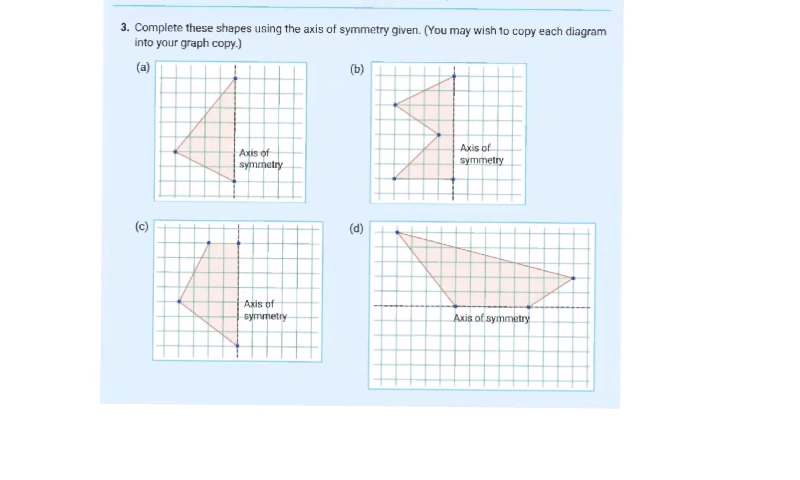 3. Complete these shapes using the axis of symmetry given. (You may wish to copy each diagram
into your graph copy.)
(a)
Axis of
symmetry
(b)
Axis of
symmetry
(c)
Axis of
symmetry
(d)
Axis of symmetry